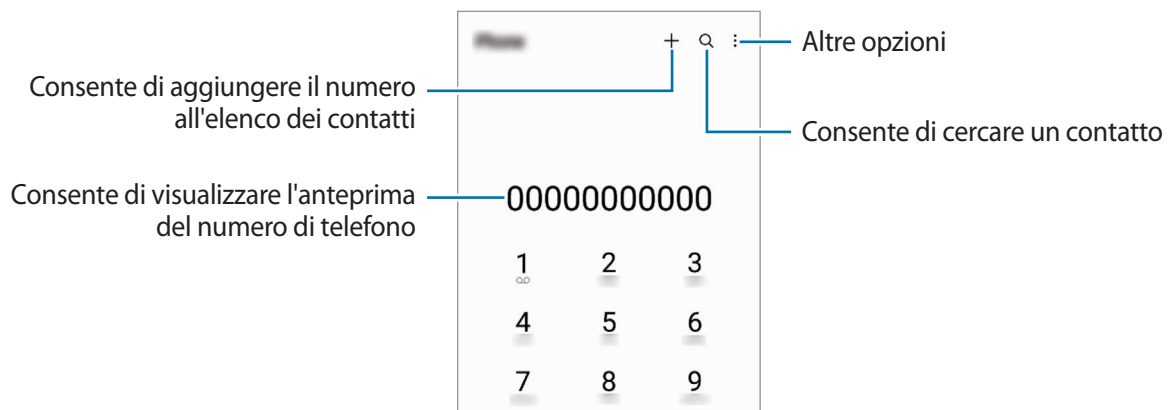 Altre opzioni
Consente di aggiungere il numero
all'elenco dei contatti
Consente di cercare un contatto
Consente di visualizzare l'anteprima
del numero di telefono
00000000000
1 2 3
4 5 6
7 8 9